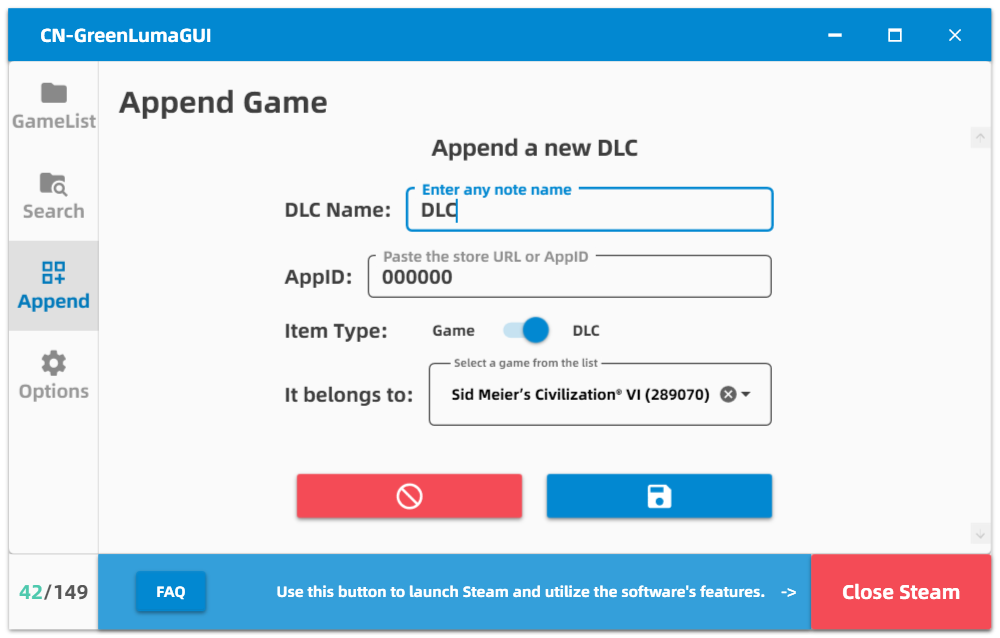 CN-GreenLumaGUI
GameList
Search
Append
Options
Append Game
Append a new DLC
Enter any note name
DLC Name: DLC
Paste the store URL or AppID
AppID: 000000
Item Type: Game DLC
Select a game from the list
It belongs to: Sid Meier’s Civilization® VI (289070)
42/149
FAQ
Use this button to launch Steam and utilize the software's features. ->
Close Steam